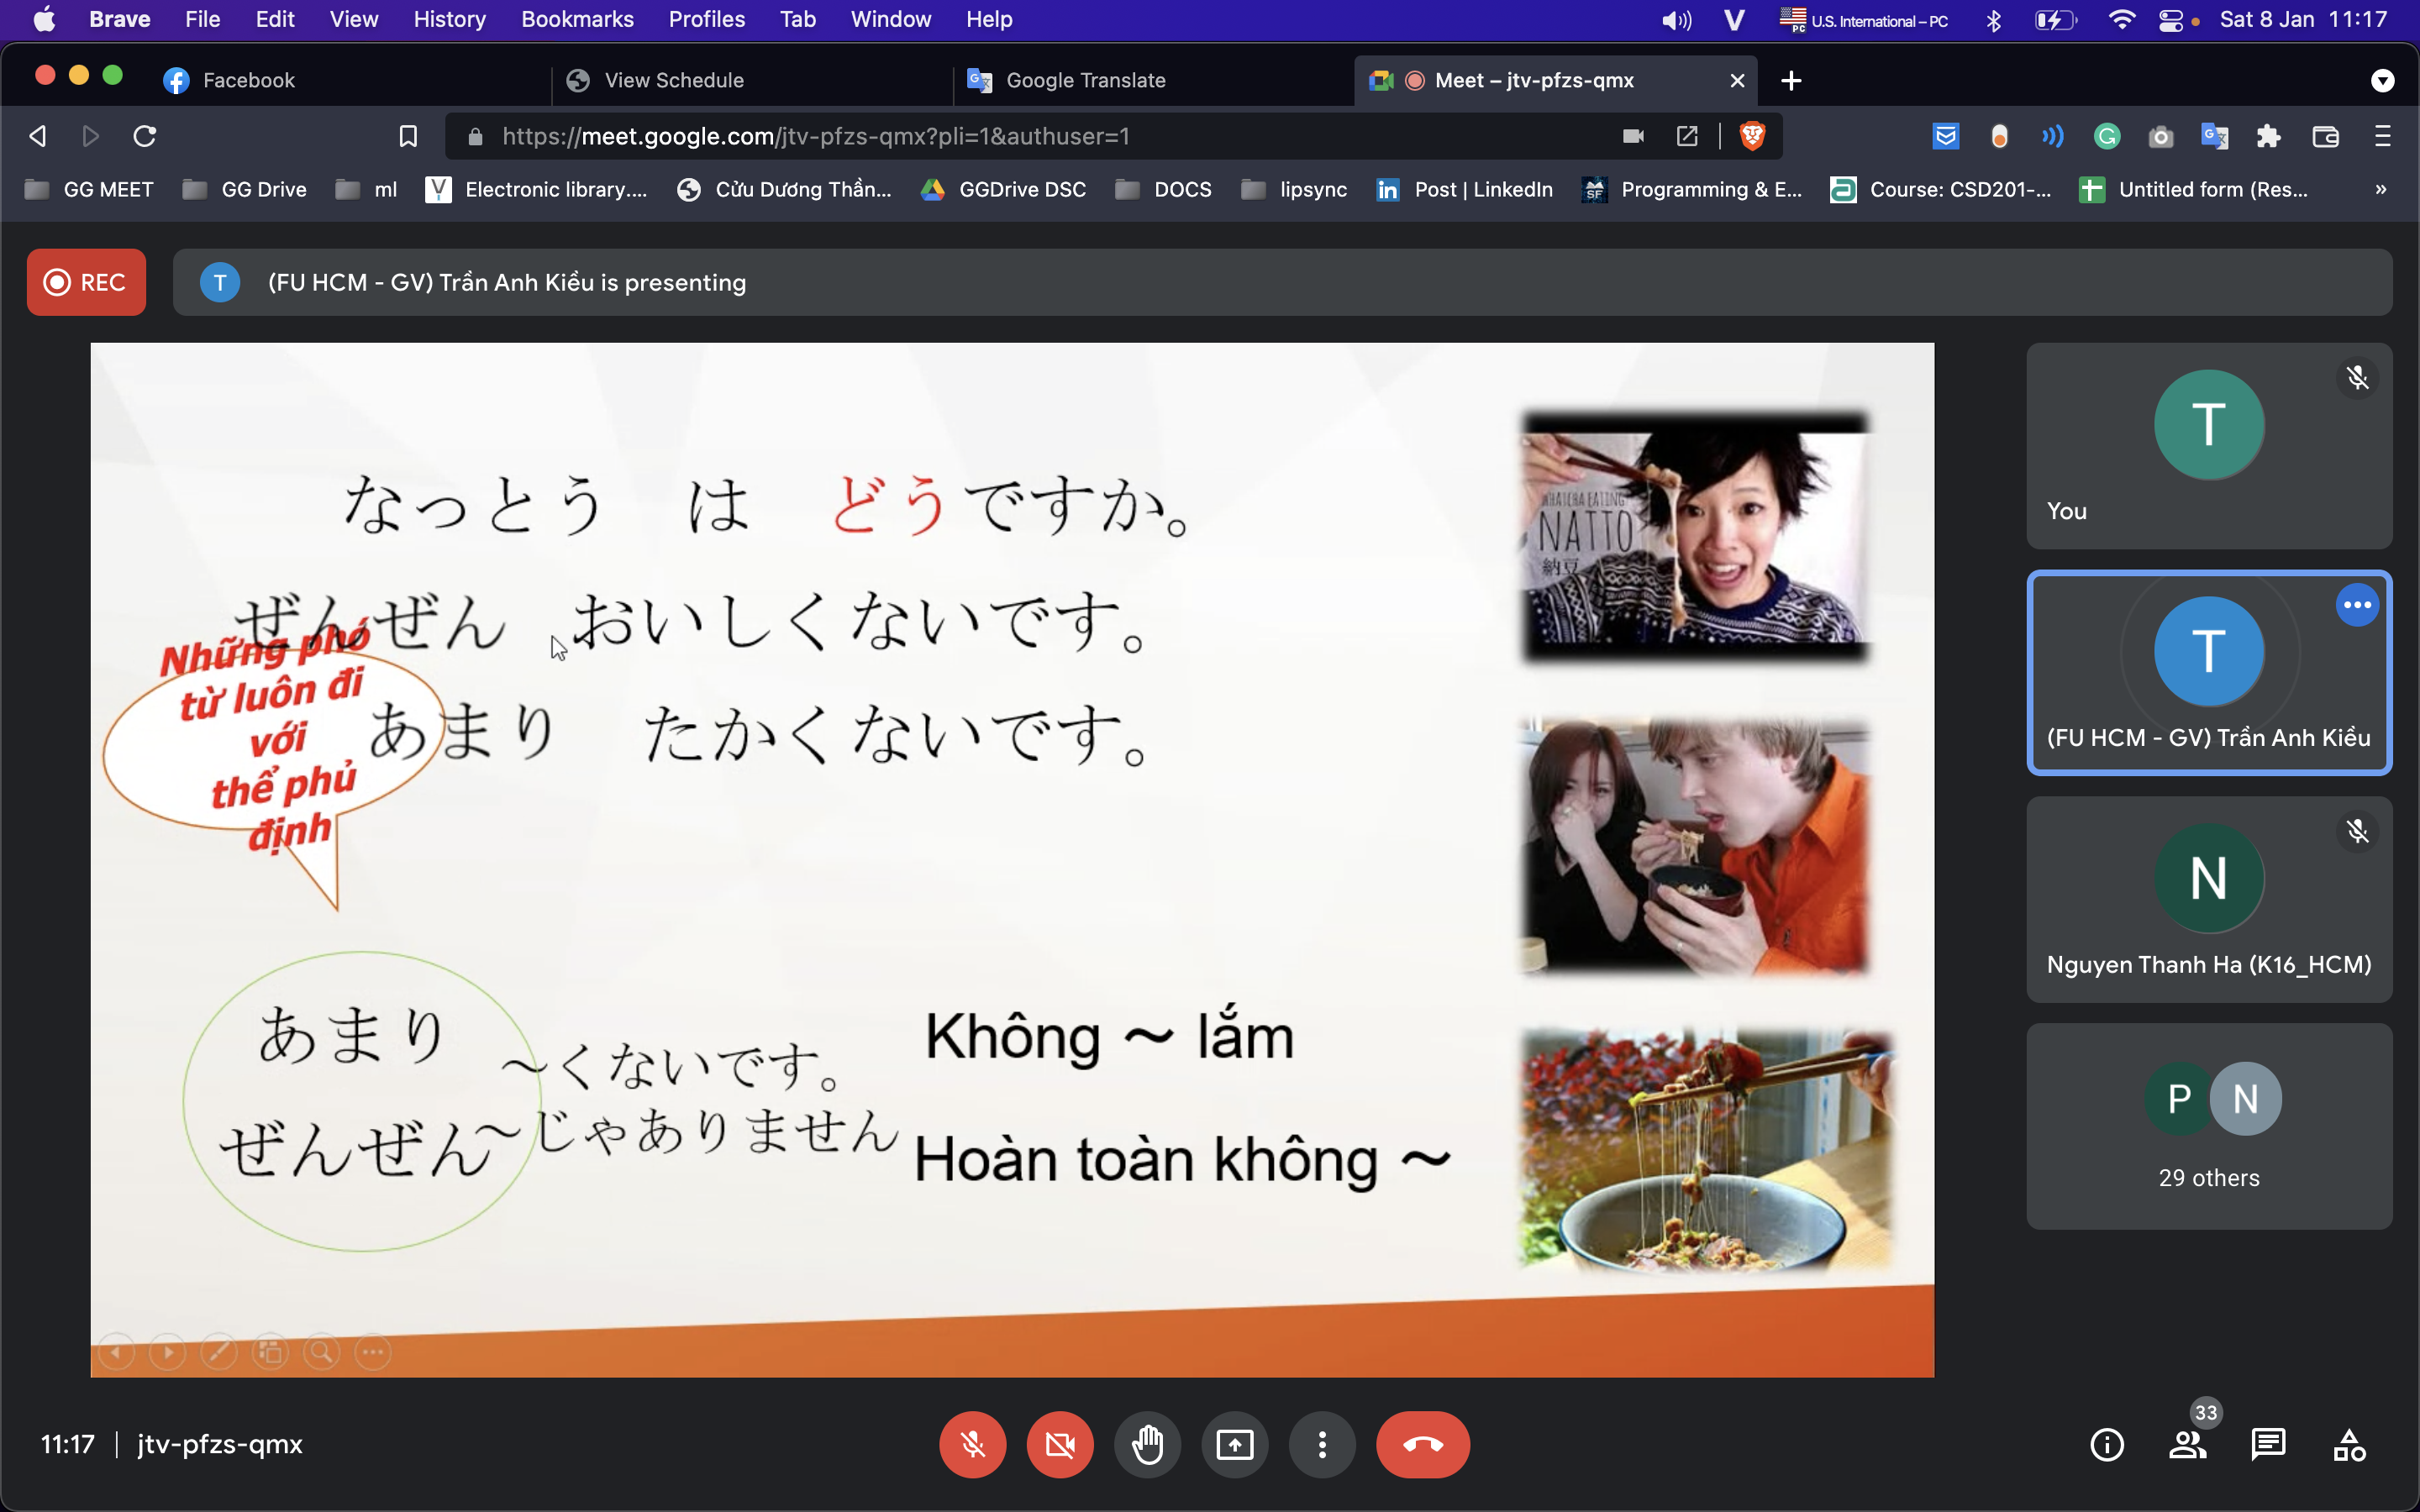 Brave File Edit View History Bookmarks Profiles Tab Window Help V PC U.S. International – PC Sat 8 Jan 11:17
Facebook View Schedule Google Translate Meet – jtv-pfzs-qmx
https://meet.google.com/jtv-pfzs-qmx?pli=1&authuser=1
GG MEET GG Drive ml Electronic library.... Cửu Dương Thần... GGDrive DSC DOCS lipsync Post | LinkedIn Programming & E... Course: CSD201-... Untitled form (Res... »
REC T (FU HCM - GV) Trần Anh Kiều is presenting
なっとう は どうですか。
ぜんぜん おいしくないです。
あまり たかくないです。
Những phó
từ luôn đi
với
thể phủ
định
あまり
ぜんぜん
～くないです。
～じゃありません
Không ～ lắm
Hoàn toàn không ～
WHATCHA EATING
NATTO
納豆
T
You
T
(FU HCM - GV) Trần Anh Kiều
N
Nguyen Thanh Ha (K16_HCM)
P N
29 others
11:17 | jtv-pfzs-qmx
33